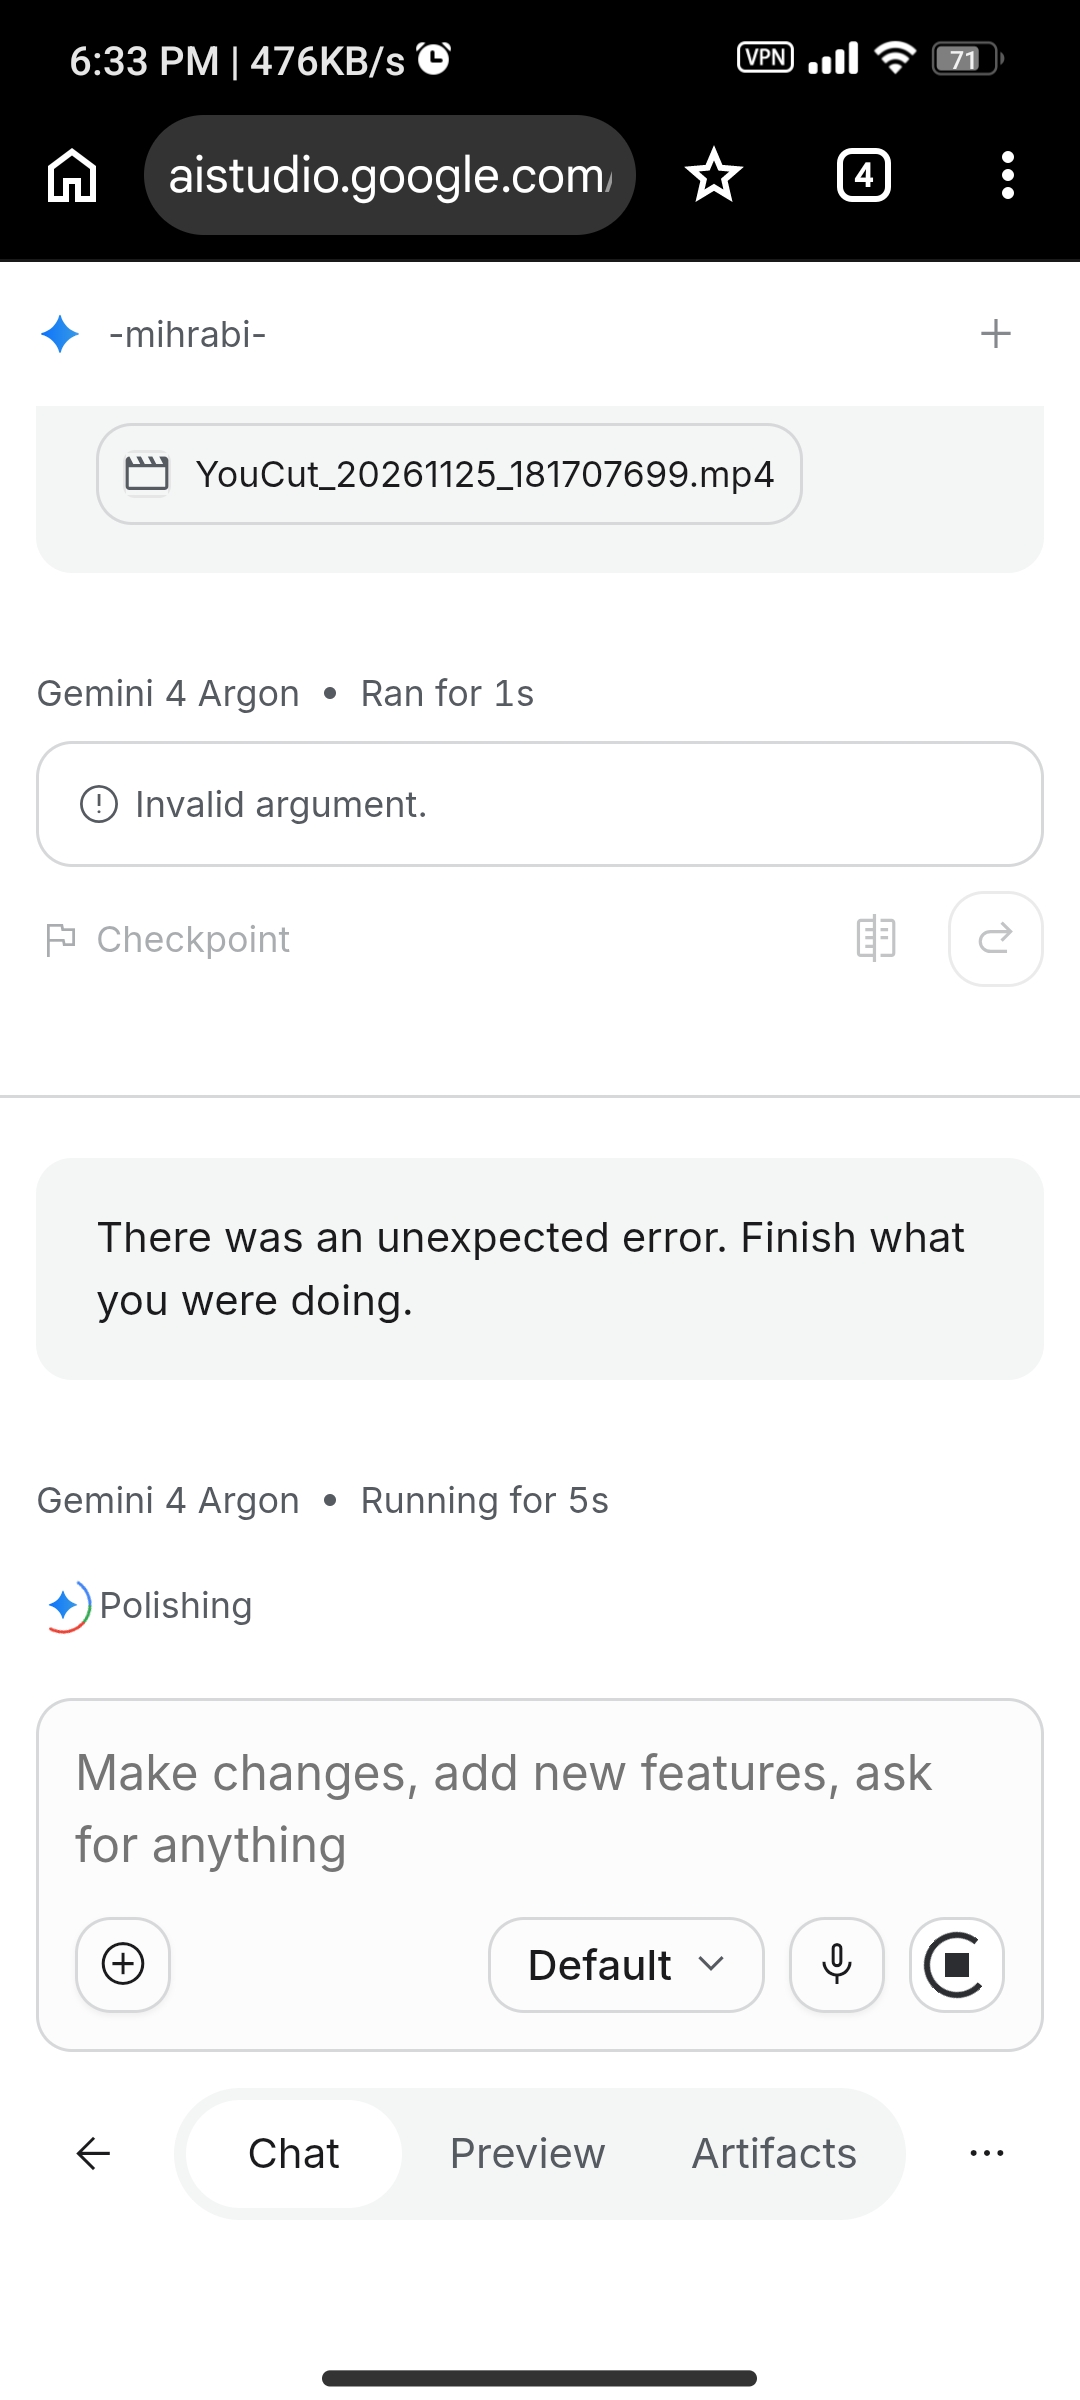 6:33 PM | 476KB/s
VPN
71
aistudio.google.com/
4
-mihrabi-
YouCut_20261125_181707699.mp4
Gemini 4 Argon • Ran for 1s
Invalid argument.
Checkpoint
There was an unexpected error. Finish what
you were doing.
Gemini 4 Argon • Running for 5s
Polishing
Make changes, add new features, ask
for anything
Default
Chat
Preview
Artifacts